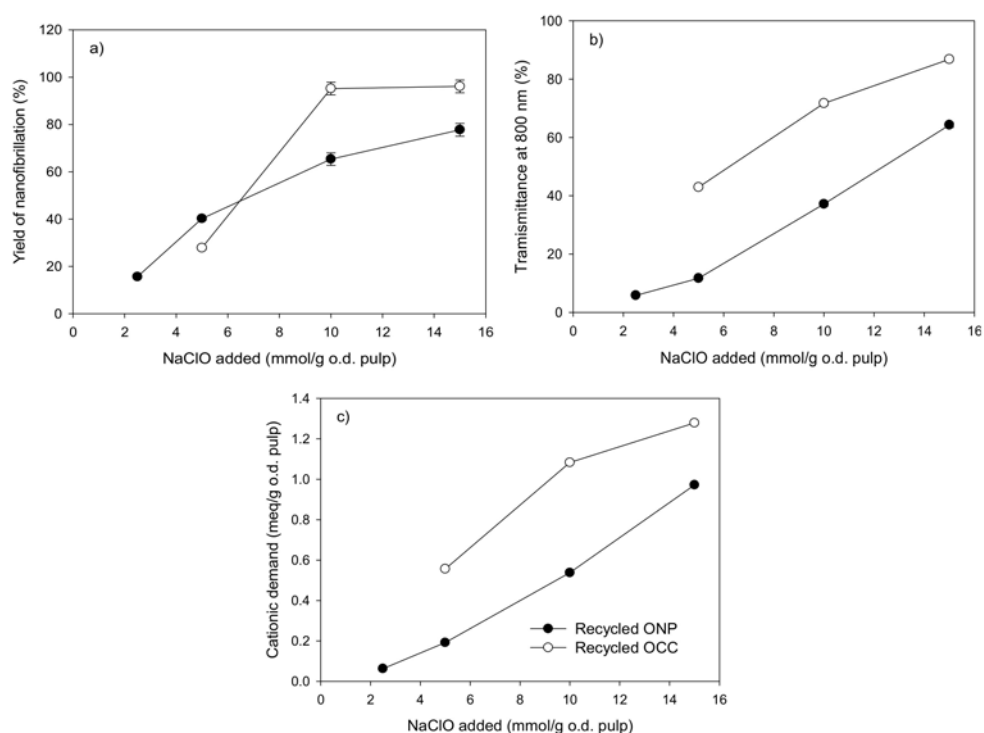 a)
Yield of nanofibrillation (%)
120
100
80
60
40
20
0
0 2 4 6 8 10 12 14 16
NaClO added (mmol/g o.d. pulp)
b)
Tramismittance at 800 nm (%)
100
80
60
40
20
0
0 2 4 6 8 10 12 14 16
NaClO added (mmol/g o.d. pulp)
c)
Cationic demand (meq/g o.d. pulp)
1.4
1.2
1.0
0.8
0.6
0.4
0.2
0.0
0 2 4 6 8 10 12 14 16
NaClO added (mmol/g o.d. pulp)
Recycled ONP
Recycled OCC